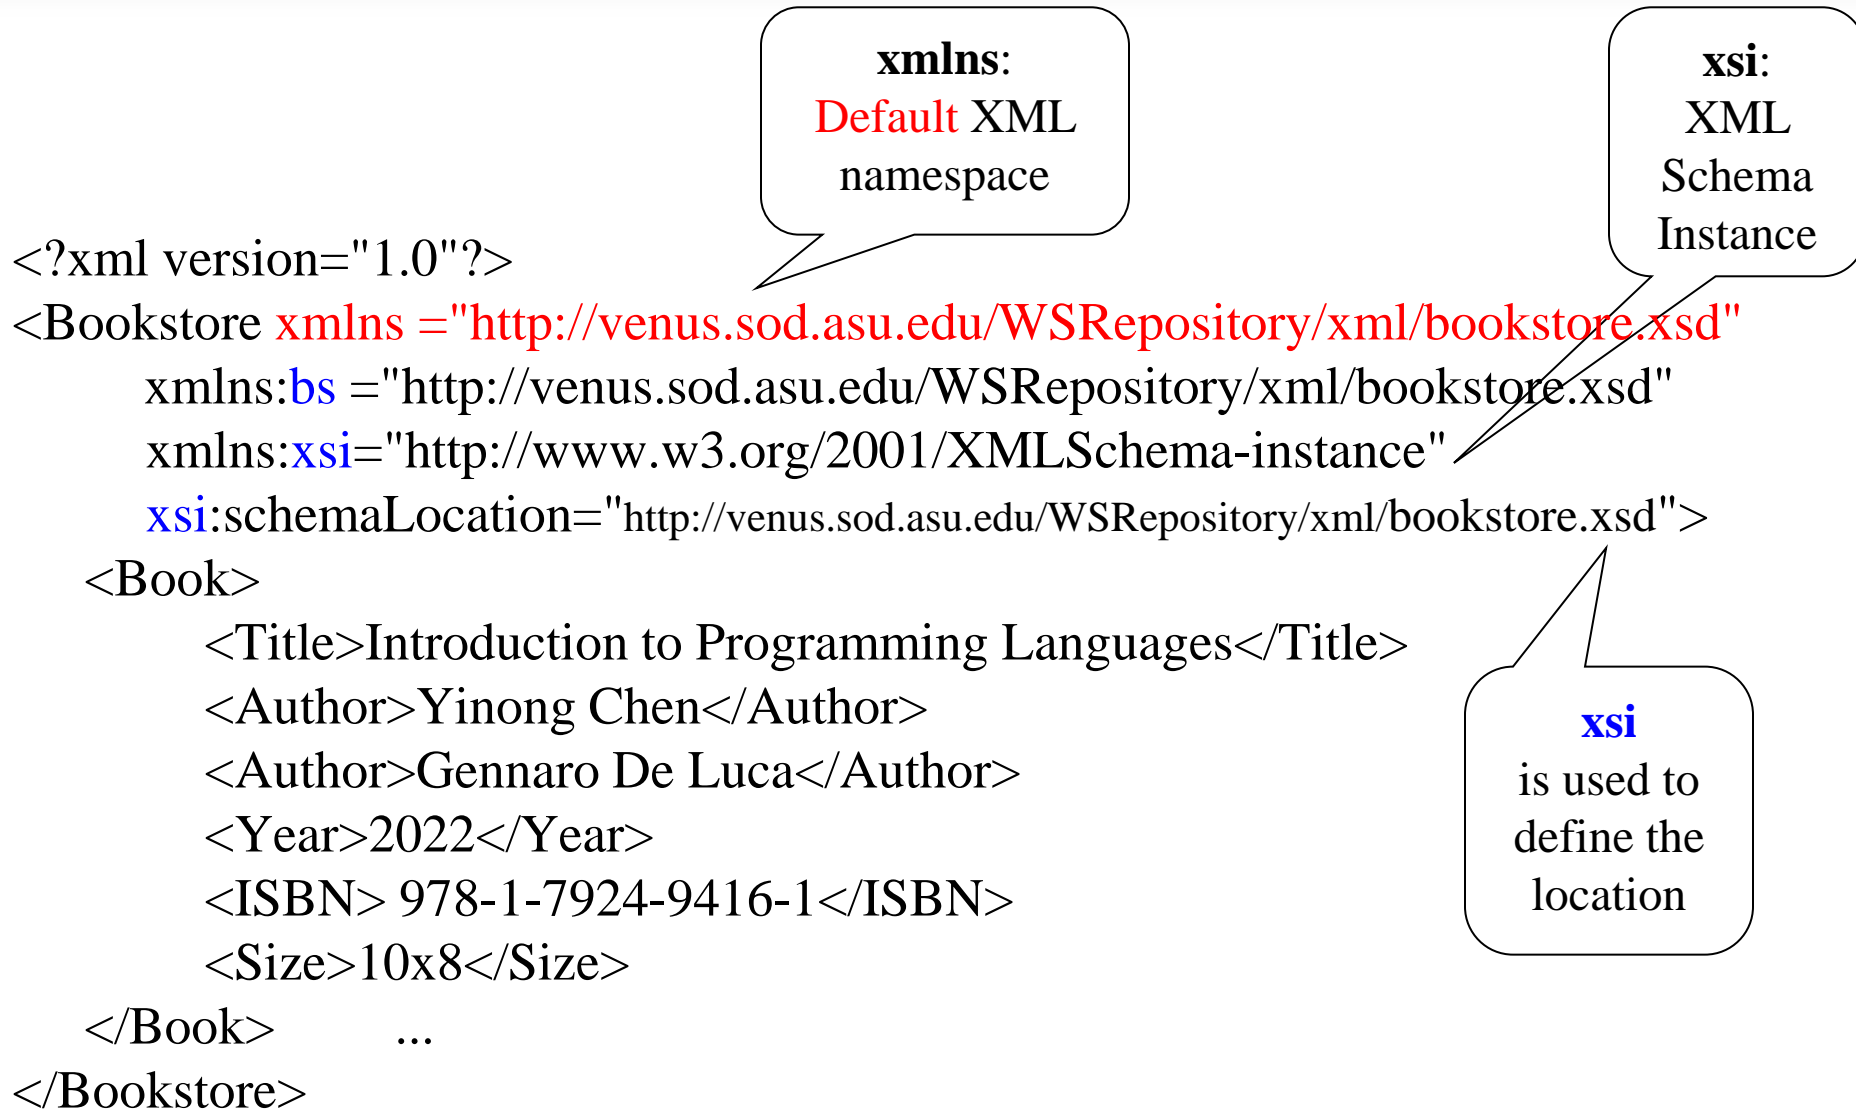 xmlns:
Default XML
namespace
xsi:
XML
Schema
Instance
<?xml version="1.0"?>
<Bookstore xmlns ="http://venus.sod.asu.edu/WSRepository/xml/bookstore.xsd"
xmlns:bs ="http://venus.sod.asu.edu/WSRepository/xml/bookstore.xsd"
xmlns:xsi="http://www.w3.org/2001/XMLSchema-instance"
xsi:schemaLocation="http://venus.sod.asu.edu/WSRepository/xml/bookstore.xsd">
<Book>
<Title>Introduction to Programming Languages</Title>
<Author>Yinong Chen</Author>
<Author>Gennaro De Luca</Author>
<Year>2022</Year>
<ISBN> 978-1-7924-9416-1</ISBN>
<Size>10x8</Size>
</Book> ...
</Bookstore>
xsi
is used to
define the
location